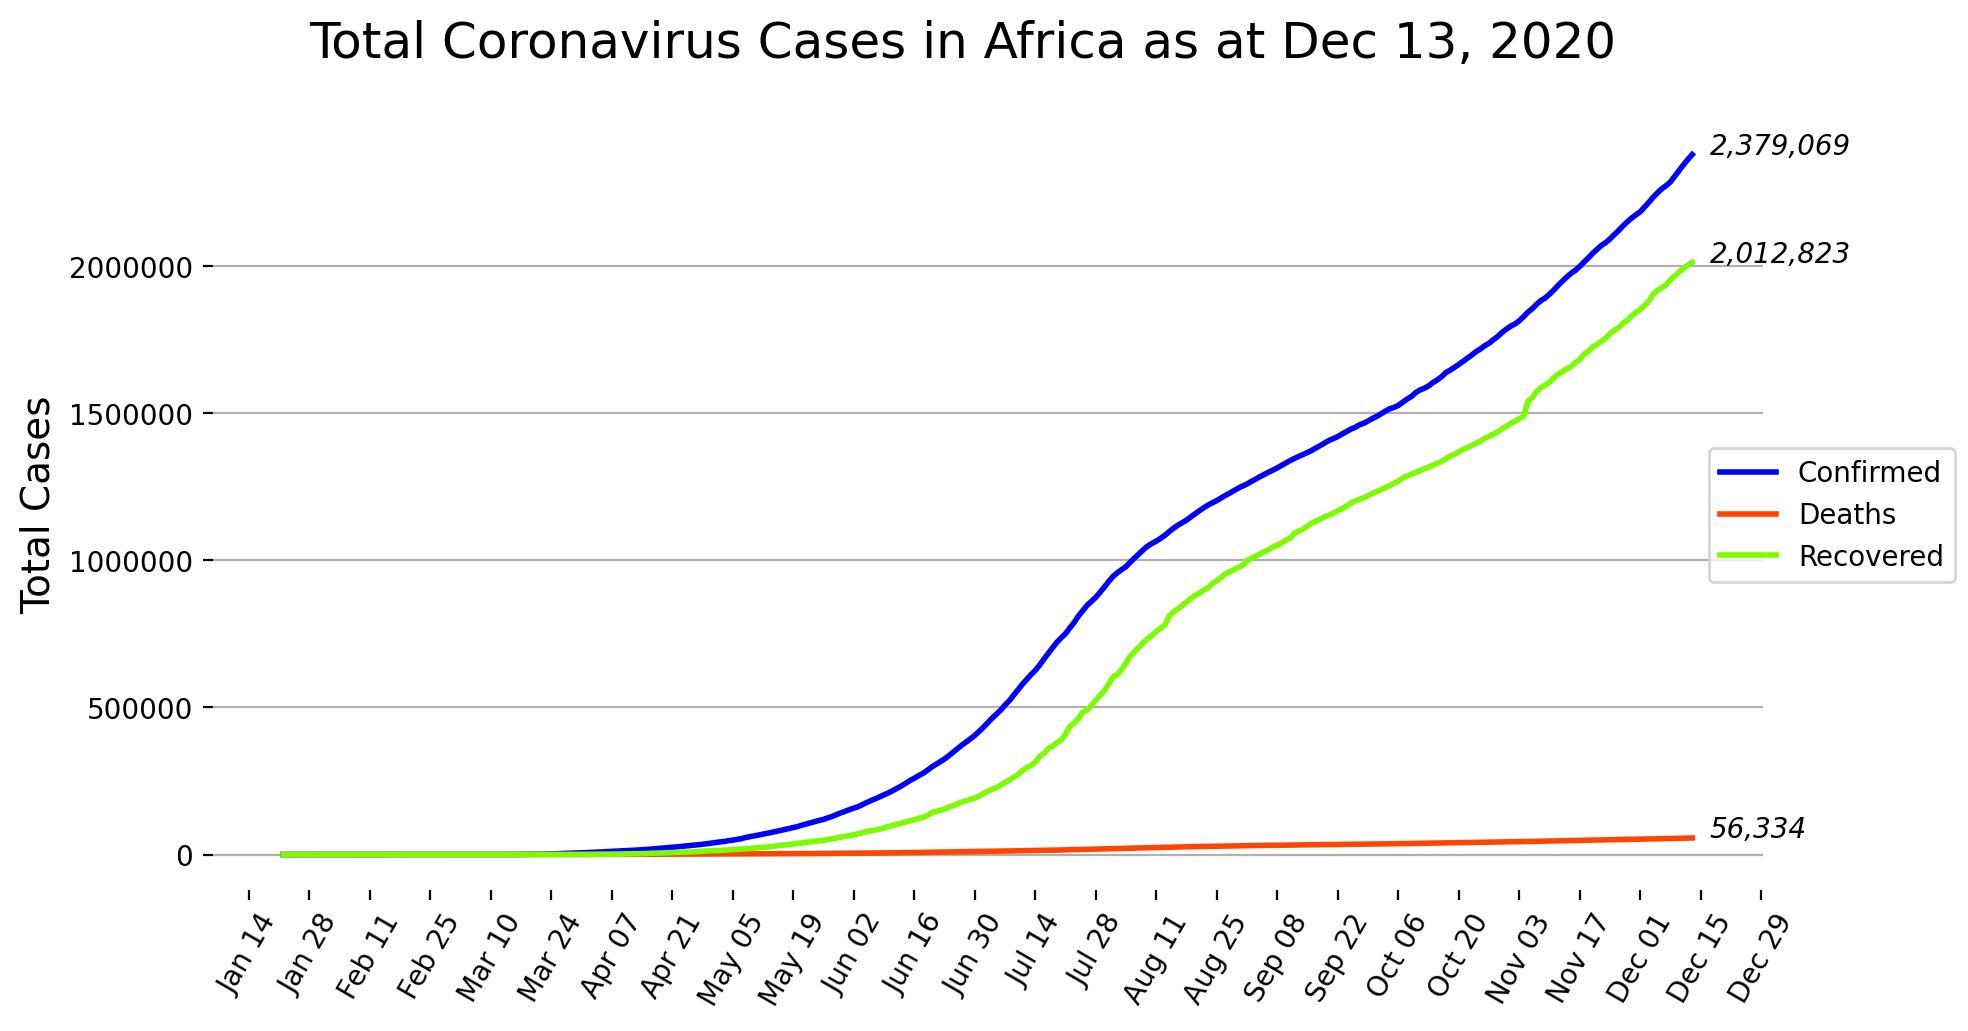 Total Coronavirus Cases in Africa as at Dec 13, 2020
2,379,069
2,012,823
56,334
Total Cases
2000000
1500000
1000000
500000
0
Confirmed
Deaths
Recovered
Jan 14
Jan 28
Feb 11
Feb 25
Mar 10
Mar 24
Apr 07
Apr 21
May 05
May 19
Jun 02
Jun 16
Jun 30
Jul 14
Jul 28
Aug 11
Aug 25
Sep 08
Sep 22
Oct 06
Oct 20
Nov 03
Nov 17
Dec 01
Dec 15
Dec 29